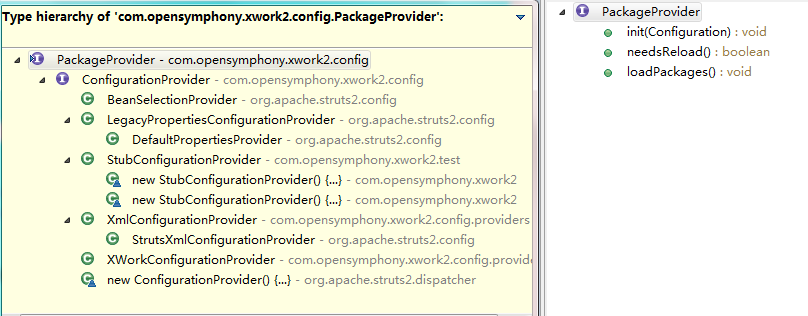 Type hierarchy of 'com.opensymphony.xwork2.config.PackageProvider':
PackageProvider - com.opensymphony.xwork2.config
ConfigurationProvider - com.opensymphony.xwork2.config
BeanSelectionProvider - org.apache.struts2.config
LegacyPropertiesConfigurationProvider - org.apache.struts2.config
DefaultPropertiesProvider - org.apache.struts2.config
StubConfigurationProvider - com.opensymphony.xwork2.test
new StubConfigurationProvider() {...} - com.opensymphony.xwork2
new StubConfigurationProvider() {...} - com.opensymphony.xwork2
XmlConfigurationProvider - com.opensymphony.xwork2.config.providers
StrutsXmlConfigurationProvider - org.apache.struts2.config
XWorkConfigurationProvider - com.opensymphony.xwork2.config.provide
new ConfigurationProvider() {...} - org.apache.struts2.dispatcher
PackageProvider
init(Configuration) : void
needsReload() : boolean
loadPackages() : void